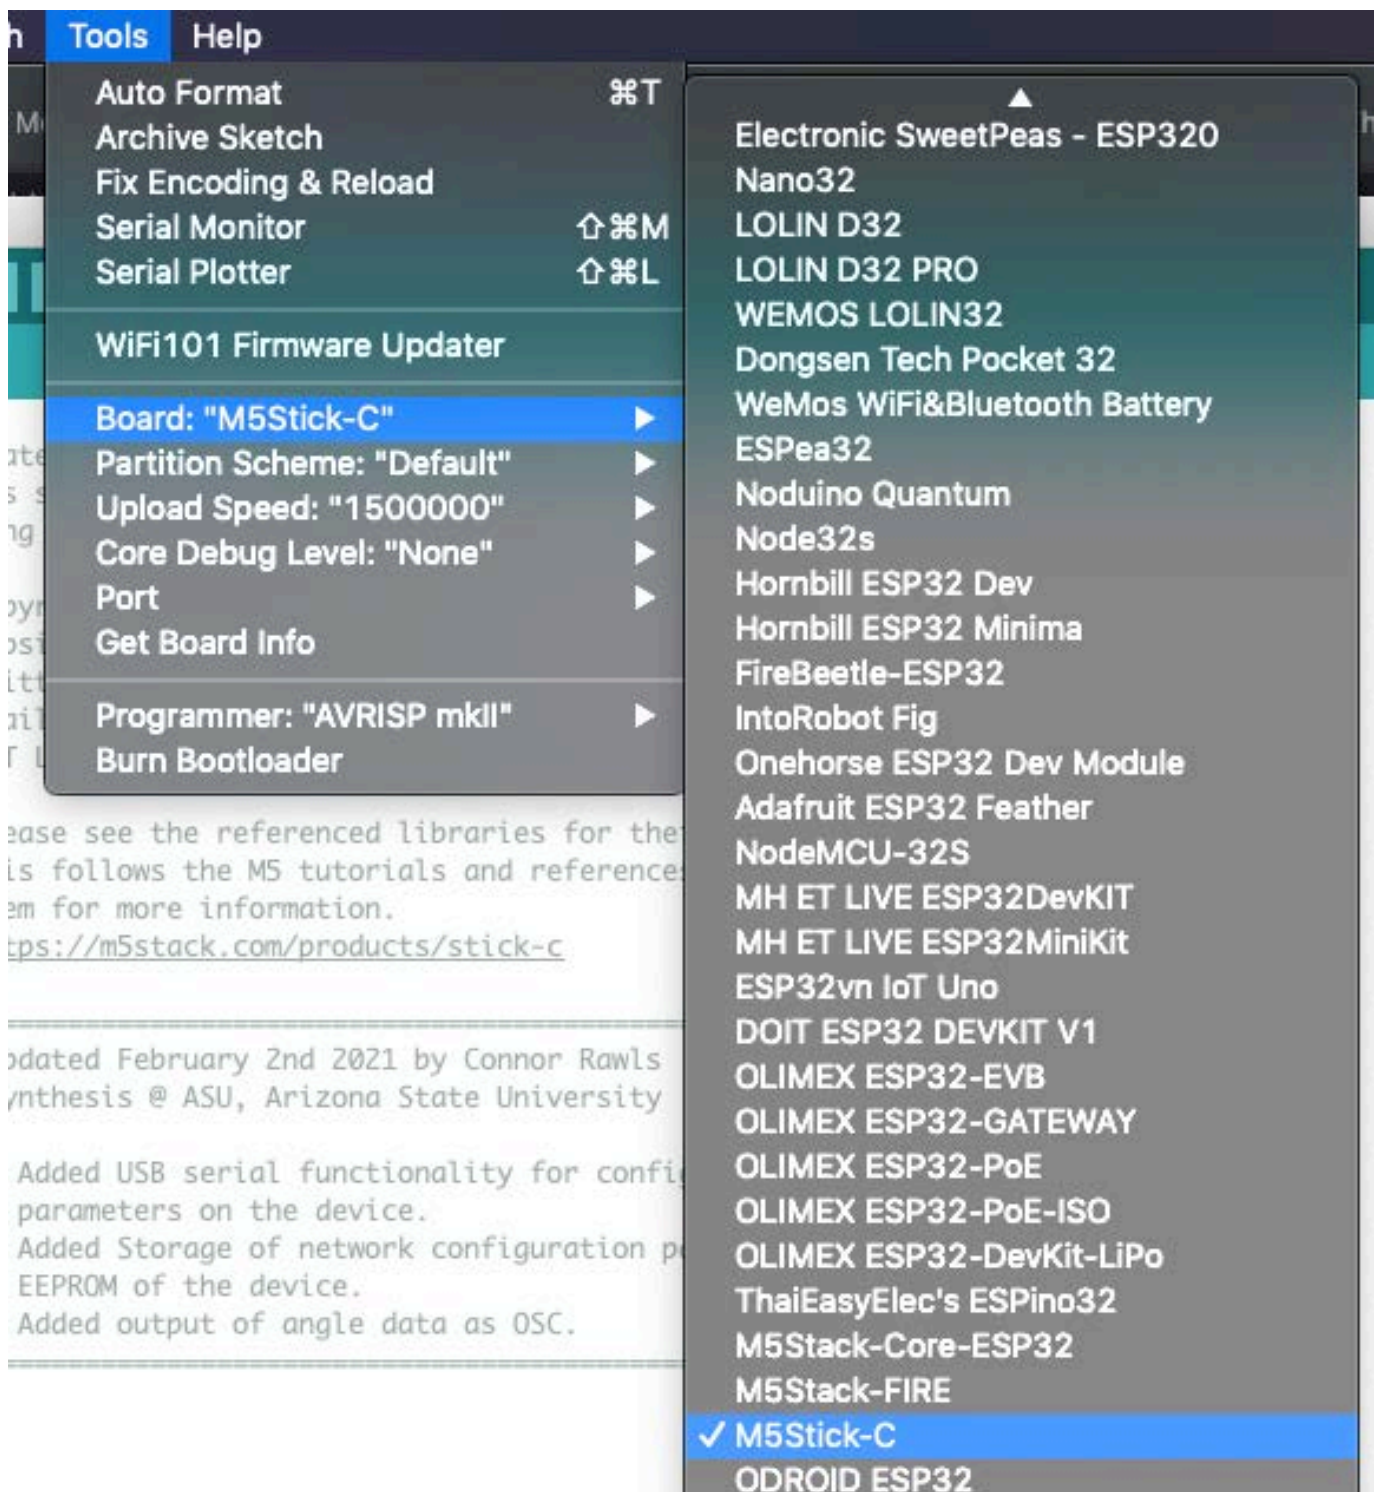 Tools Help
Auto Format ⌘T
Archive Sketch
Fix Encoding & Reload
Serial Monitor ⇧⌘M
Serial Plotter ⇧⌘L
WiFi101 Firmware Updater
Board: "M5Stick-C"
Partition Scheme: "Default"
Upload Speed: "1500000"
Core Debug Level: "None"
Port
Get Board Info
Programmer: "AVRISP mkII"
Burn Bootloader
Electronic SweetPeas - ESP320
Nano32
LOLIN D32
LOLIN D32 PRO
WEMOS LOLIN32
Dongsen Tech Pocket 32
WeMos WiFi&Bluetooth Battery
ESPea32
Noduino Quantum
Node32s
Hornbill ESP32 Dev
Hornbill ESP32 Minima
FireBeetle-ESP32
IntoRobot Fig
Onehorse ESP32 Dev Module
Adafruit ESP32 Feather
NodeMCU-32S
MH ET LIVE ESP32DevKIT
MH ET LIVE ESP32MiniKit
ESP32vn IoT Uno
DOIT ESP32 DEVKIT V1
OLIMEX ESP32-EVB
OLIMEX ESP32-GATEWAY
OLIMEX ESP32-PoE
OLIMEX ESP32-PoE-ISO
OLIMEX ESP32-DevKit-LiPo
ThaiEasyElec's ESPino32
M5Stack-Core-ESP32
M5Stack-FIRE
✓ M5Stick-C
ODROID ESP32
ease see the referenced libraries for the
is follows the M5 tutorials and reference
em for more information.
tps://m5stack.com/products/stick-c
pdated February 2nd 2021 by Connor Rawls
ynthesis @ ASU, Arizona State University
Added USB serial functionality for config
parameters on the device.
Added Storage of network configuration p
EEPROM of the device.
Added output of angle data as OSC.